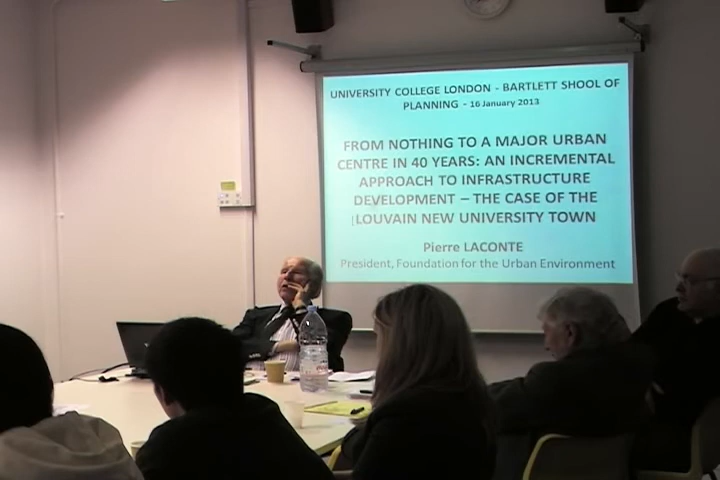 UNIVERSITY COLLEGE LONDON - BARTLETT SHOOL OF
PLANNING - 16 January 2013
FROM NOTHING TO A MAJOR URBAN
CENTRE IN 40 YEARS: AN INCREMENTAL
APPROACH TO INFRASTRUCTURE
DEVELOPMENT – THE CASE OF THE
LOUVAIN NEW UNIVERSITY TOWN
Pierre LACONTE
President, Foundation for the Urban Environment